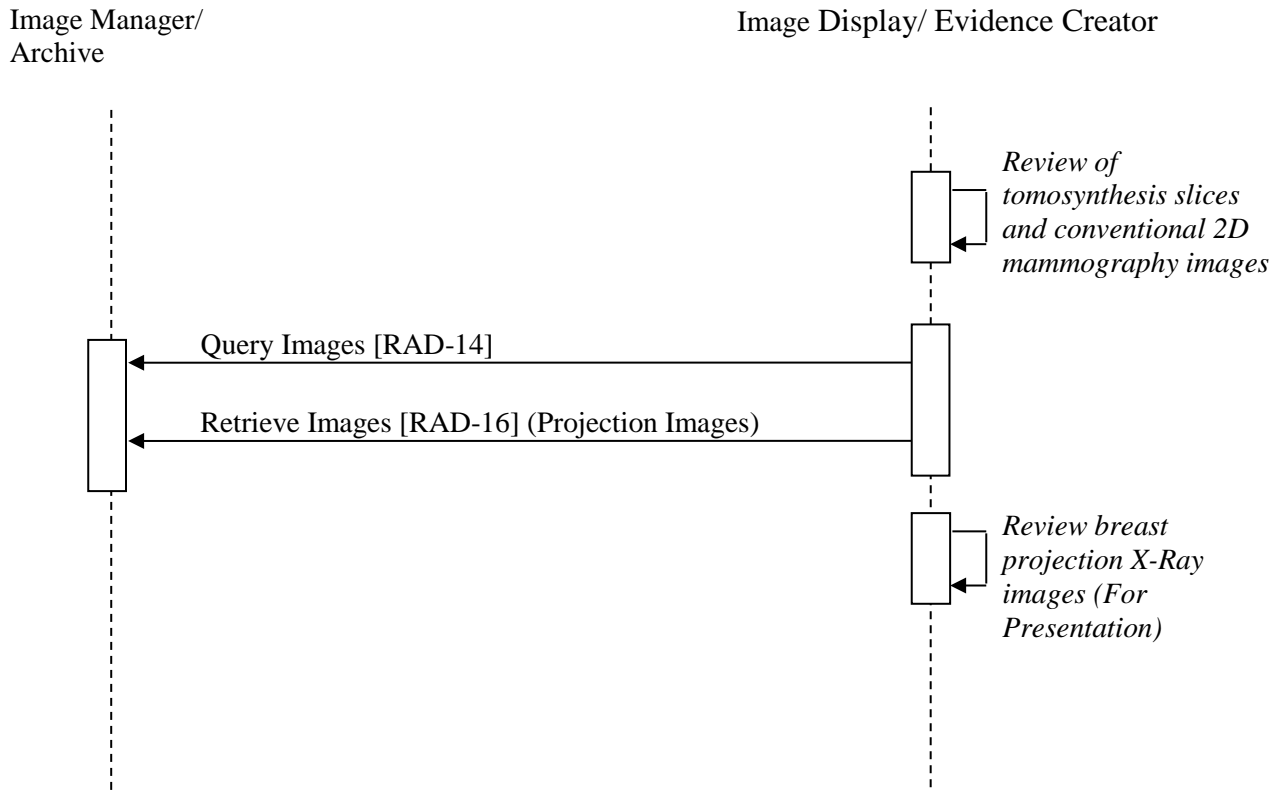 Image Manager/
Archive
Image Display/ Evidence Creator
Review of
tomosynthesis slices
and conventional 2D
mammography images
Query Images [RAD-14]
Retrieve Images [RAD-16] (Projection Images)
Review breast
projection X-Ray
images (For
Presentation)